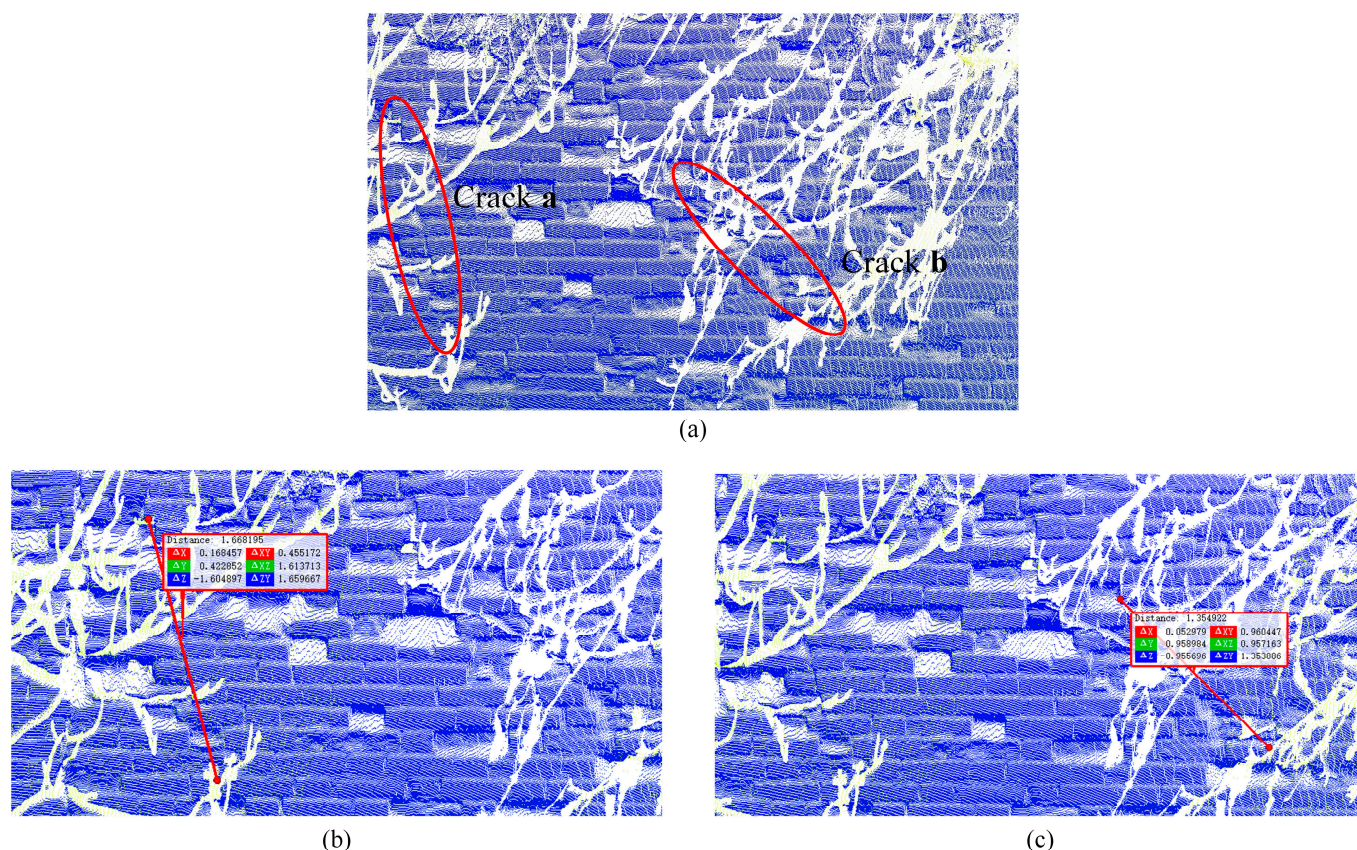 Crack a
Crack b
(a)
Distance: 1.668195
ΔX 0.168457 ΔXY 0.455172
ΔY 0.422852 ΔXZ 1.613713
ΔZ -1.604897 ΔZY 1.659667
(b)
Distance: 1.354922
ΔX 0.052979 ΔXY 0.960447
ΔY 0.958984 ΔXZ 0.957163
ΔZ -0.955696 ΔZY 1.353006
(c)